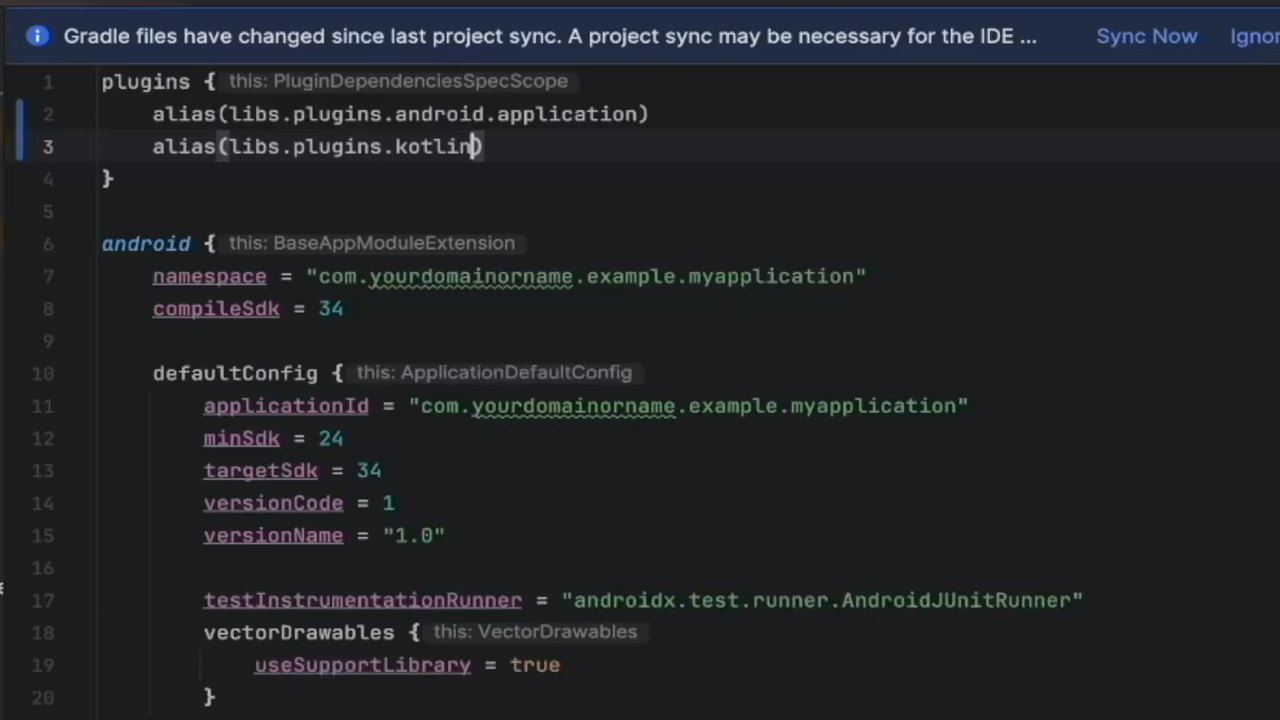 Gradle files have changed since last project sync. A project sync may be necessary for the IDE ... Sync Now Ignor
1 plugins { this: PluginDependenciesSpecScope
2 alias(libs.plugins.android.application)
3 alias(libs.plugins.kotlin)
4 }
5
6 android { this: BaseAppModuleExtension
7 namespace = "com.yourdomainorname.example.myapplication"
8 compileSdk = 34
9
10 defaultConfig { this: ApplicationDefaultConfig
11 applicationId = "com.yourdomainorname.example.myapplication"
12 minSdk = 24
13 targetSdk = 34
14 versionCode = 1
15 versionName = "1.0"
16
17 testInstrumentationRunner = "androidx.test.runner.AndroidJUnitRunner"
18 vectorDrawables { this: VectorDrawables
19 useSupportLibrary = true
20 }